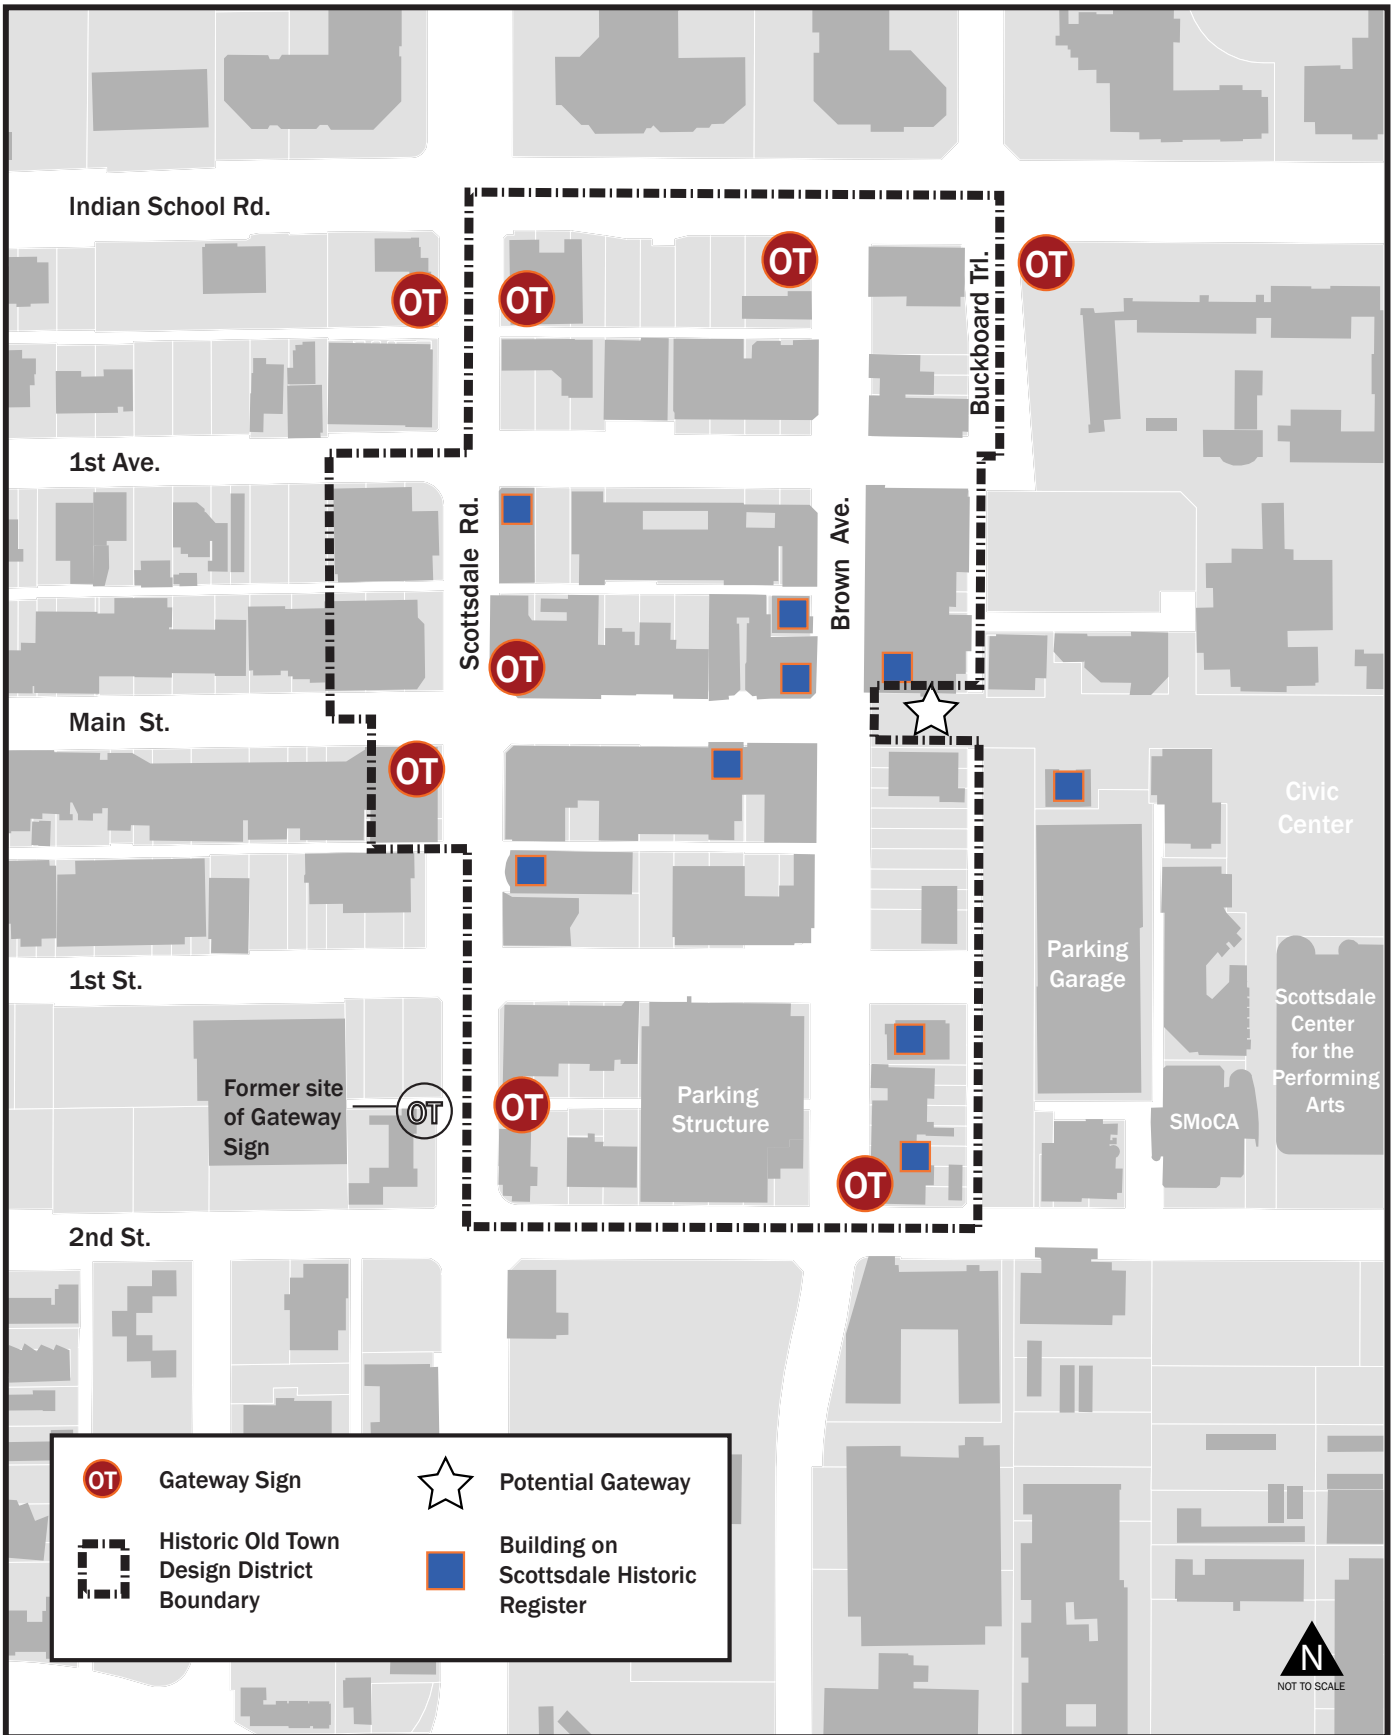 Indian School Rd.
OT
OT
OT
OT
Buckboard Trl.
1st Ave.
Scottsdale Rd.
Brown Ave.
OT
Main St.
OT
Civic
Center
Parking
Garage
1st St.
Scottsdale
Center
for the
Performing
Arts
Former site
of Gateway
Sign
OT
OT
Parking
Structure
SMoCA
OT
2nd St.
OT
Gateway Sign
Potential Gateway
Historic Old Town
Design District
Boundary
Building on
Scottsdale Historic
Register
N
NOT TO SCALE